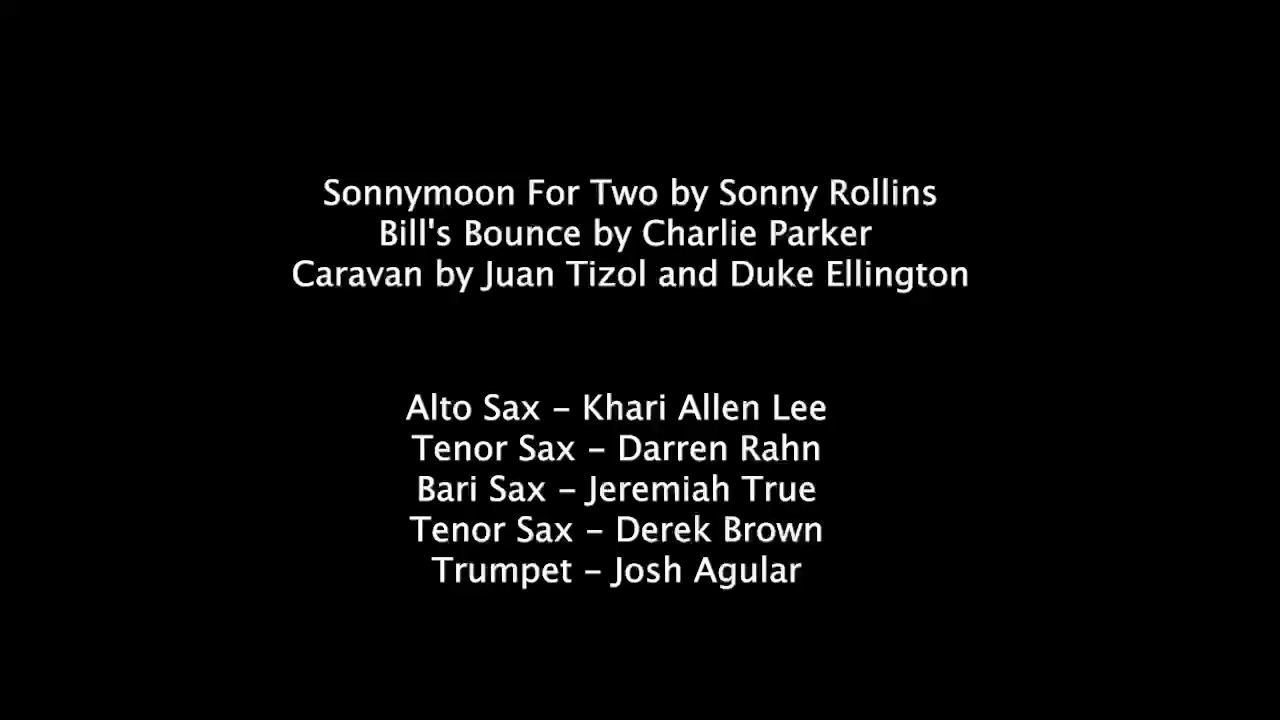 Sonnymoon For Two by Sonny Rollins
Bill's Bounce by Charlie Parker
Caravan by Juan Tizol and Duke Ellington
Alto Sax - Khari Allen Lee
Tenor Sax - Darren Rahn
Bari Sax - Jeremiah True
Tenor Sax - Derek Brown
Trumpet - Josh Agular